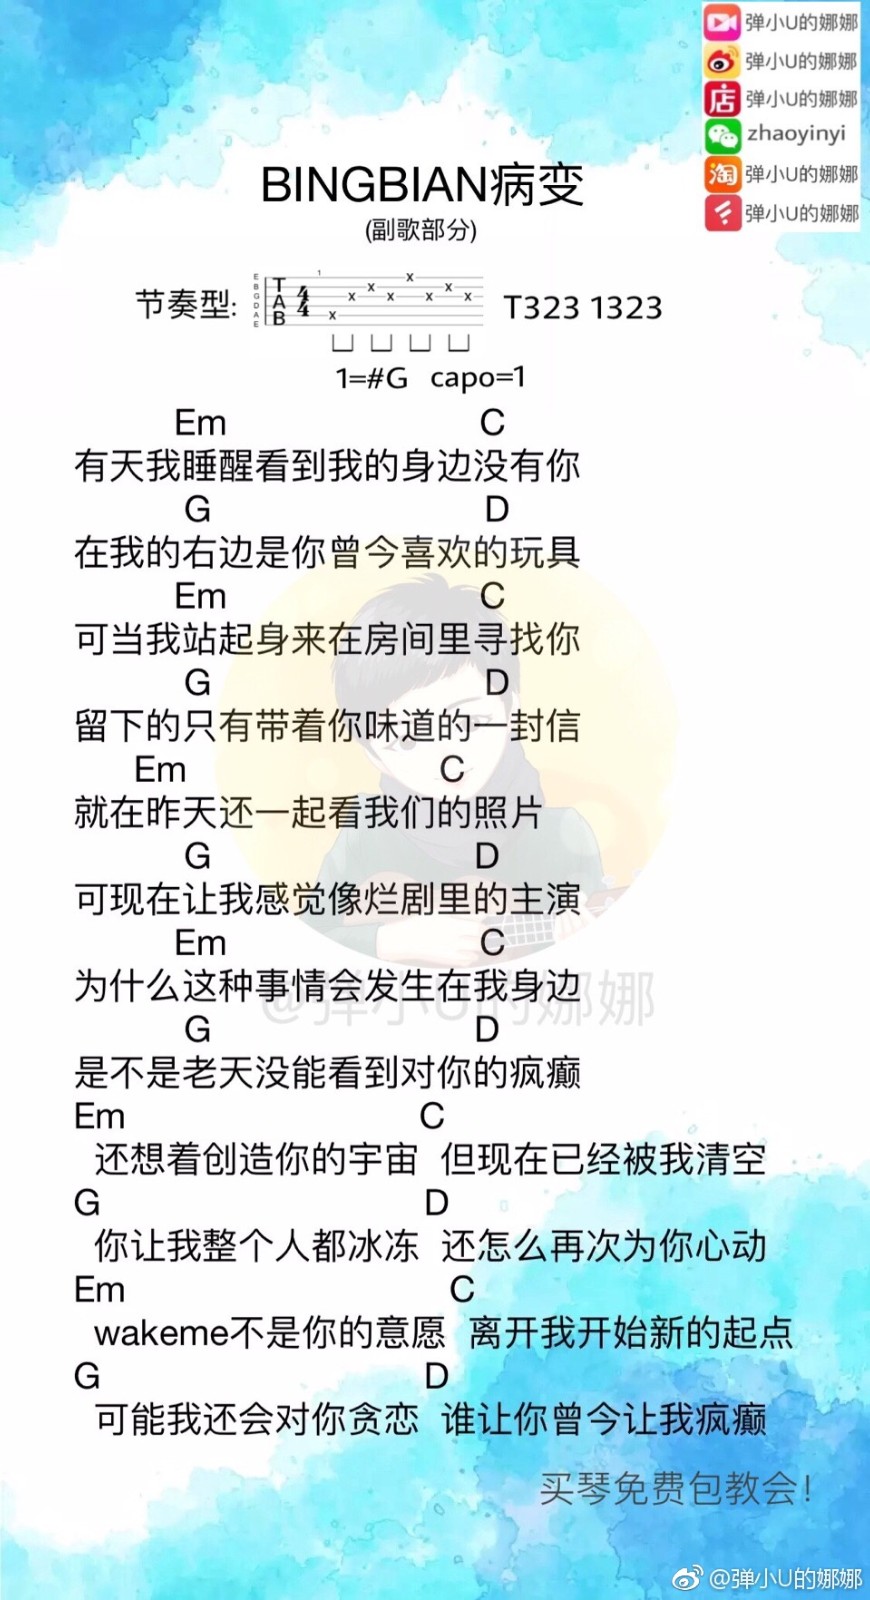 弹小U的娜娜
弹小U的娜娜
店 弹小U的娜娜
zhaoyinyi
淘 弹小U的娜娜
弹小U的娜娜
BINGBIAN病变
(副歌部分)
节奏型: E B G D A E TAB 4/4 1 x x x x x x x x T323 1323
1=#G capo=1
Em C
有天我睡醒看到我的身边没有你
G D
在我的右边是你曾今喜欢的玩具
Em C
可当我站起身来在房间里寻找你
G D
留下的只有带着你味道的一封信
Em C
就在昨天还一起看我们的照片
G D
可现在让我感觉像烂剧里的主演
Em C
为什么这种事情会发生在我身边
@弹小U的娜娜
G D
是不是老天没能看到对你的疯癫
Em C
还想着创造你的宇宙 但现在已经被我清空
G D
你让我整个人都冰冻 还怎么再次为你心动
Em C
wakeme不是你的意愿 离开我开始新的起点
G D
可能我还会对你贪恋 谁让你曾今让我疯癫
买琴免费包教会!
@弹小U的娜娜